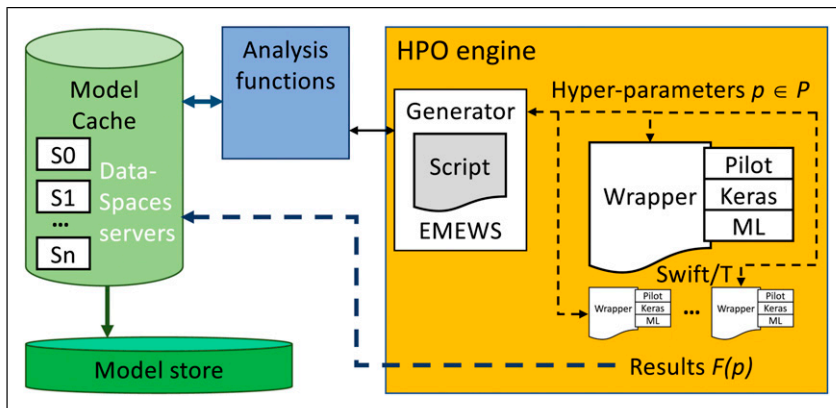 Model
Cache
S0
S1
...
Sn
Data-
Spaces
servers
Model store
Analysis
functions
HPO engine
Generator
Script
EMEWS
Hyper-parameters p ∈ P
Wrapper
Pilot
Keras
ML
Swift/T
Wrapper
Pilot
Keras
ML
...
Wrapper
Pilot
Keras
ML
Results F(p)